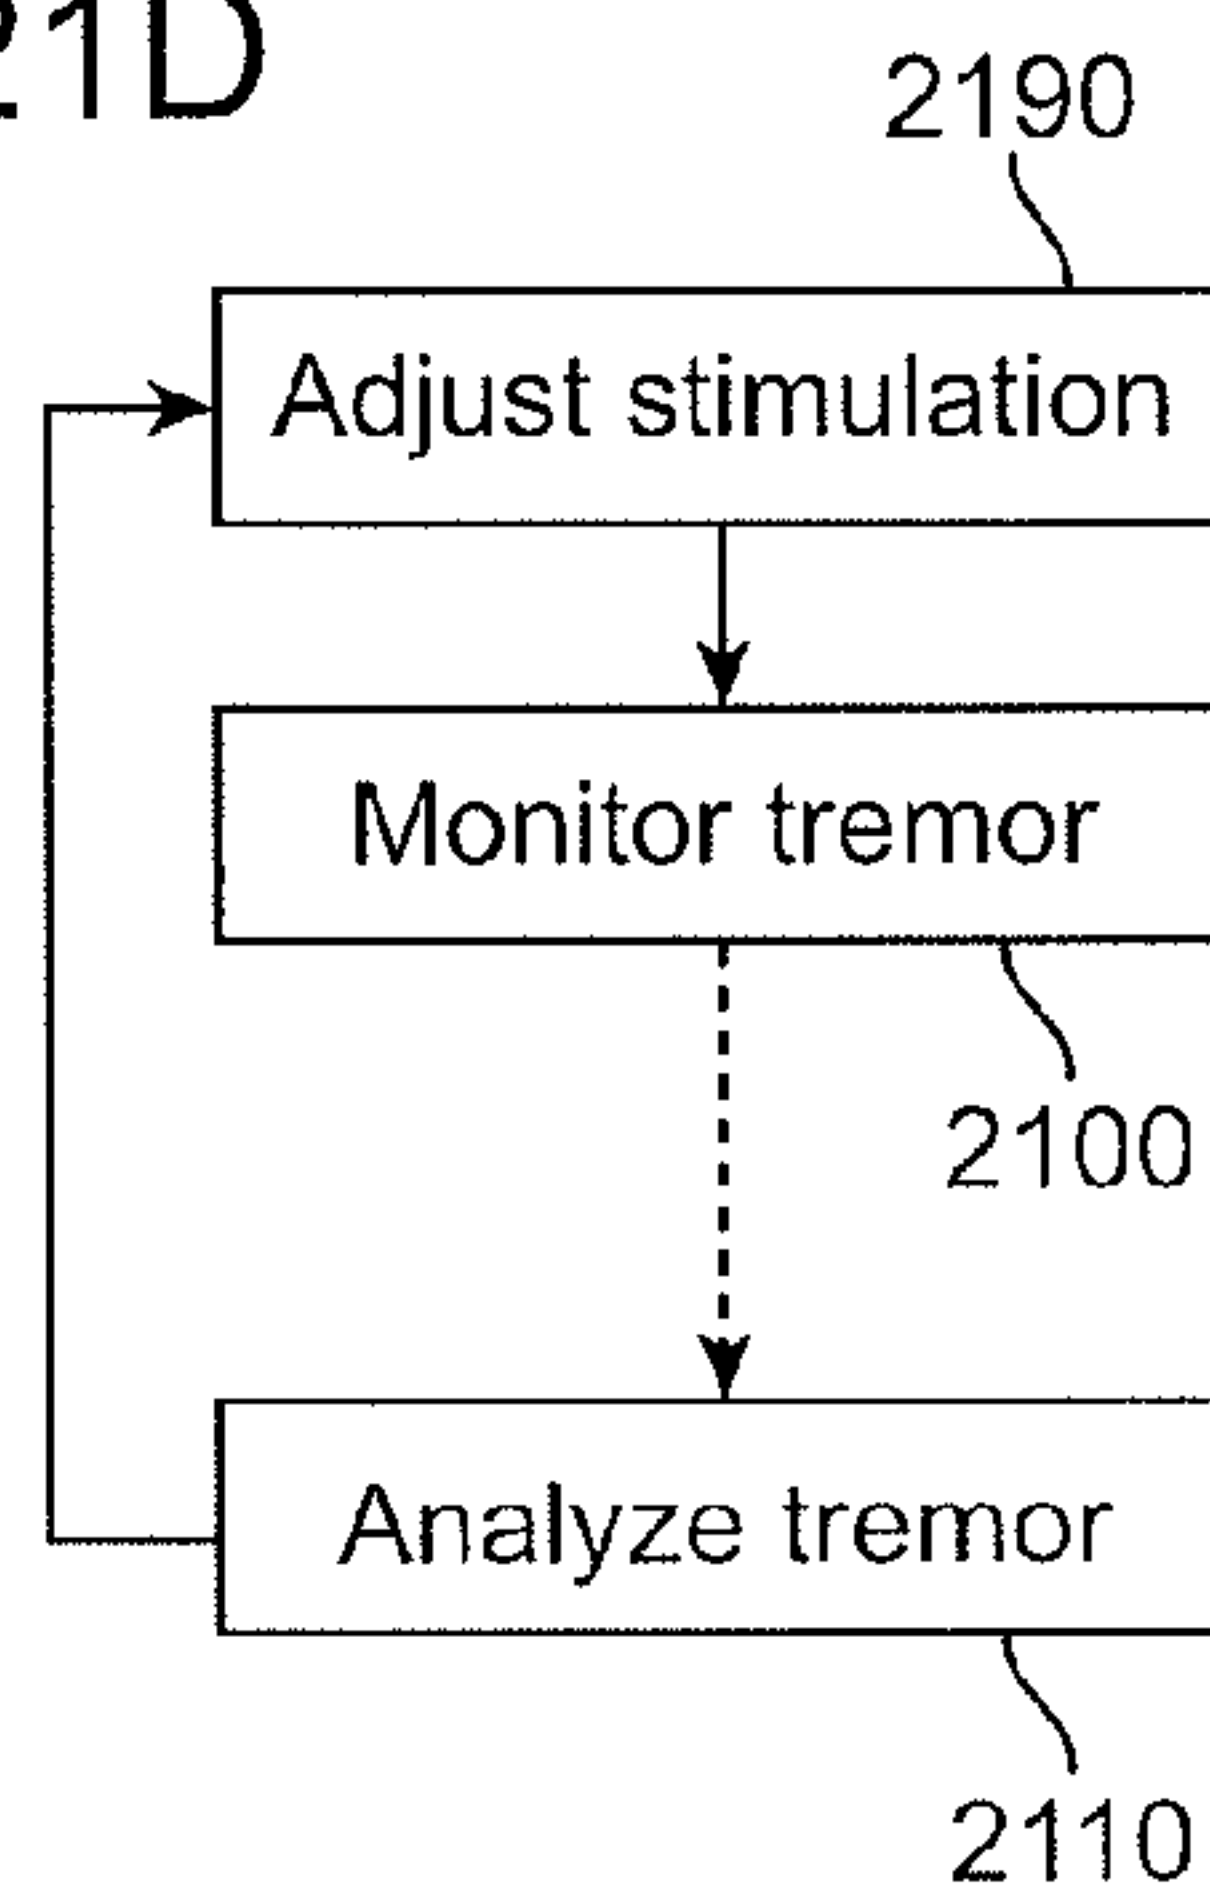 21D
2190
Adjust stimulation
Monitor tremor
2100
Analyze tremor
2110